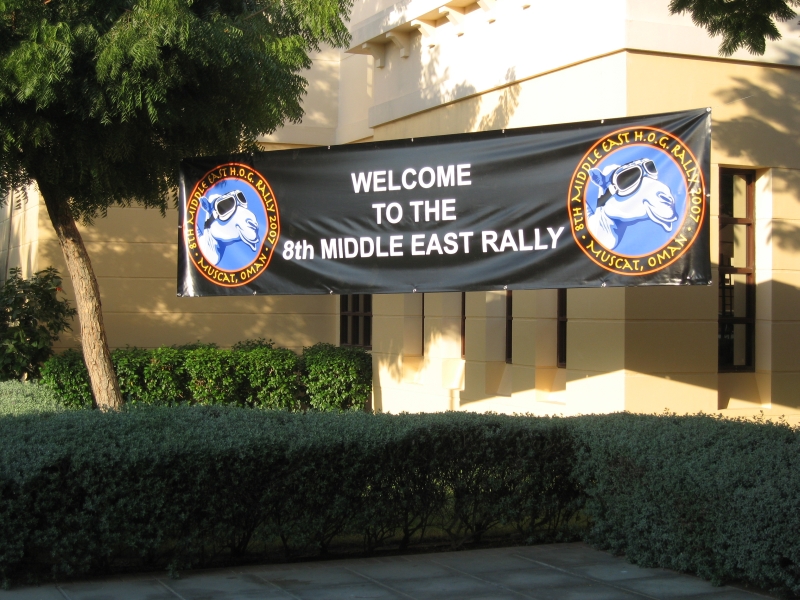 WELCOME
TO THE
8th MIDDLE EAST RALLY
8TH MIDDLE EAST H.O.G. RALLY 2007
• MUSCAT, OMAN •
8TH MIDDLE EAST H.O.G. RALLY 2007
• MUSCAT, OMAN •